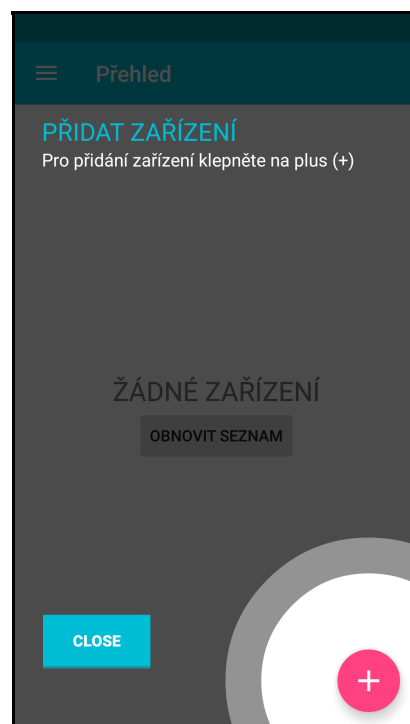 Přehled
PŘIDAT ZAŘÍZENÍ
Pro přidání zařízení klepněte na plus (+)
ŽÁDNÉ ZAŘÍZENÍ
OBNOVIT SEZNAM
CLOSE
+